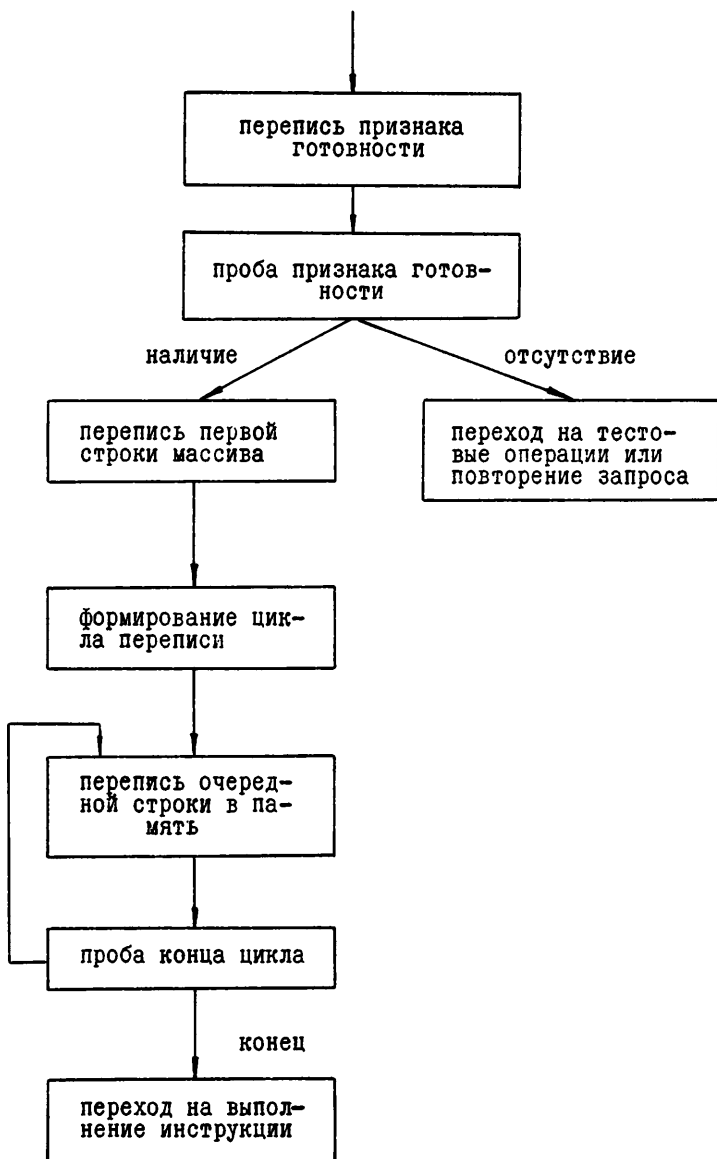 перепись признака
готовности
проба признака готов-
ности
наличие
отсутствие
перепись первой
строки массива
переход на тесто-
вые операции или
повторение запроса
формирование цик-
ла переписи
перепись очеред-
ной строки в па-
мять
проба конца цикла
конец
переход на выпол-
нение инструкции